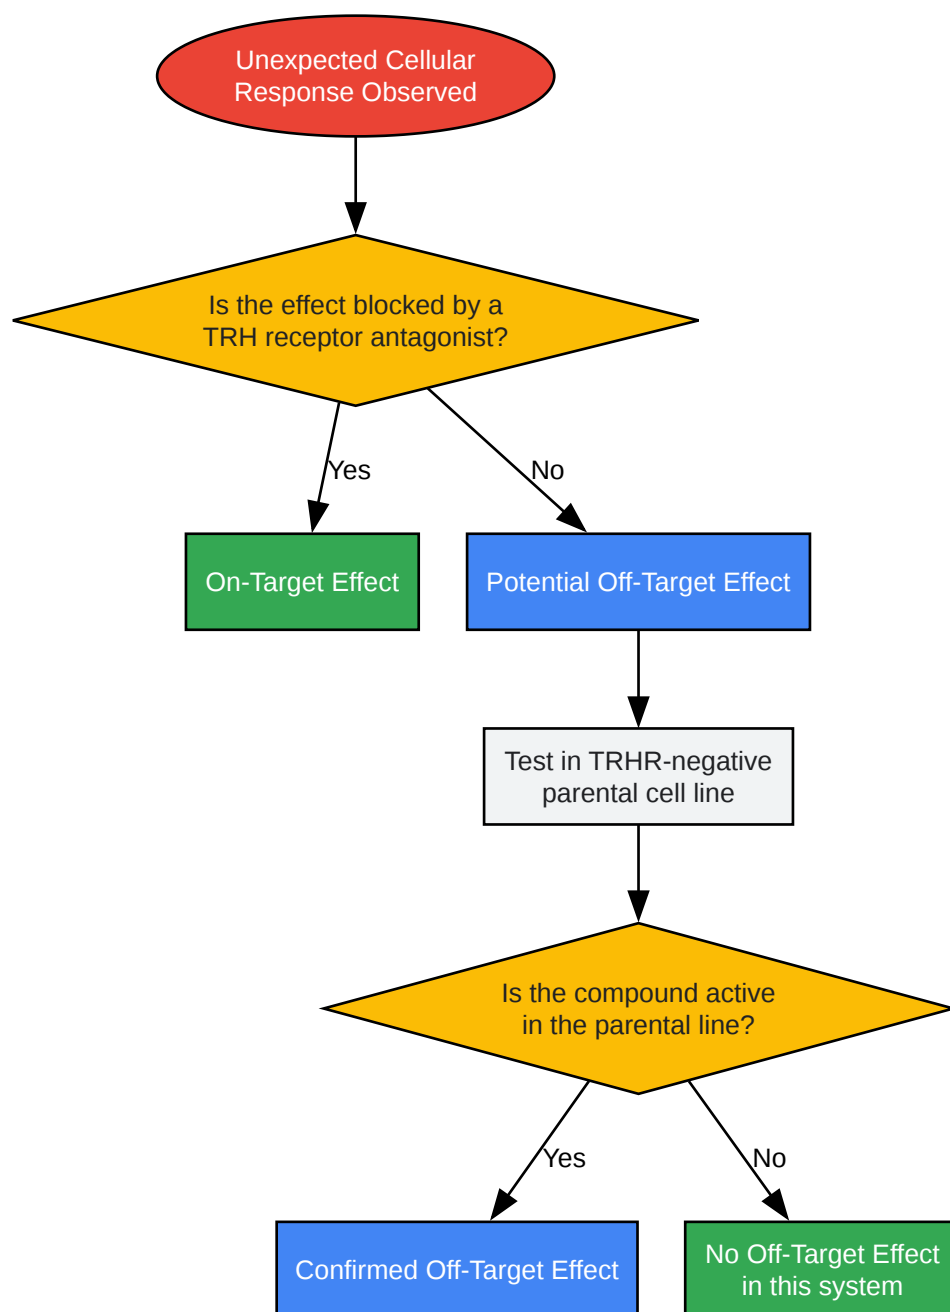 Unexpected Cellular
Response Observed
Is the effect blocked by a
TRH receptor antagonist?
Yes
No
On-Target Effect
Potential Off-Target Effect
Test in TRHR-negative
parental cell line
Is the compound active
in the parental line?
Yes
No
Confirmed Off-Target Effect
No Off-Target Effect
in this system